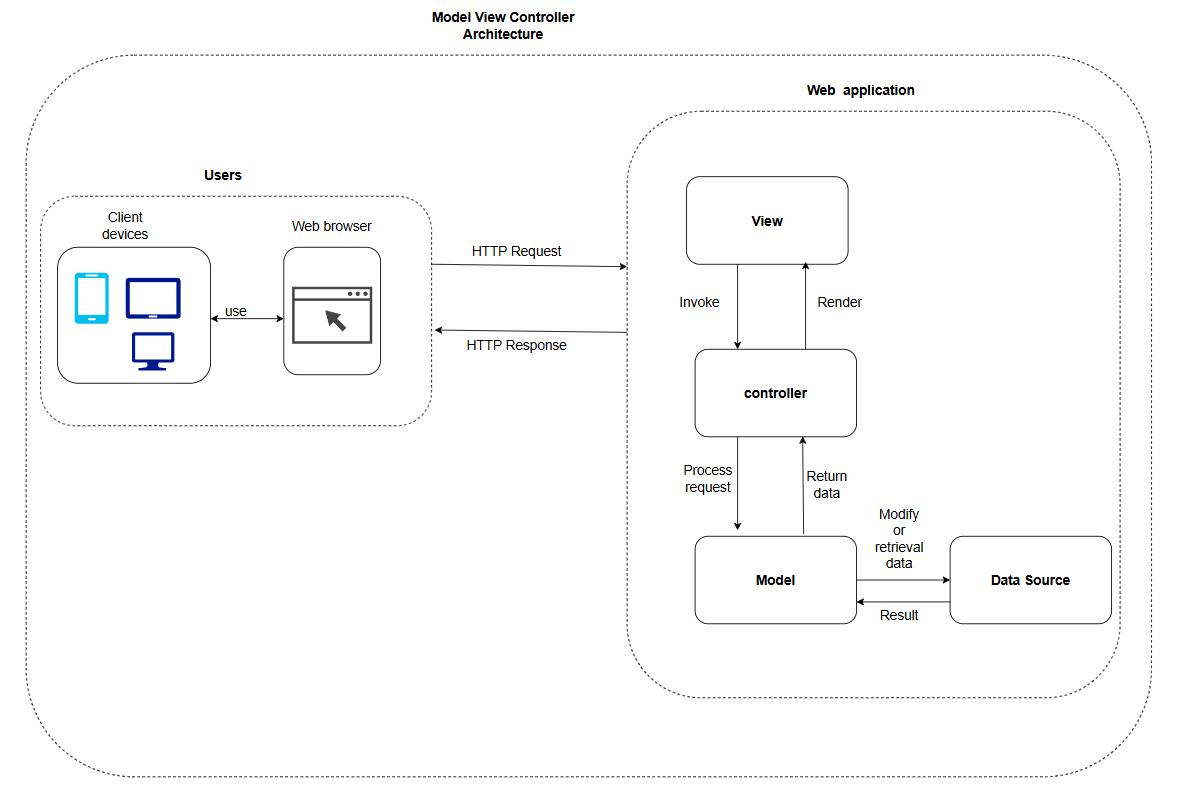 Model View Controller
Architecture
Web application
Users
Client
devices
Web browser
use
HTTP Request
HTTP Response
View
Invoke
Render
controller
Process
request
Return
data
Modify
or
retrieval
data
Model
Data Source
Result